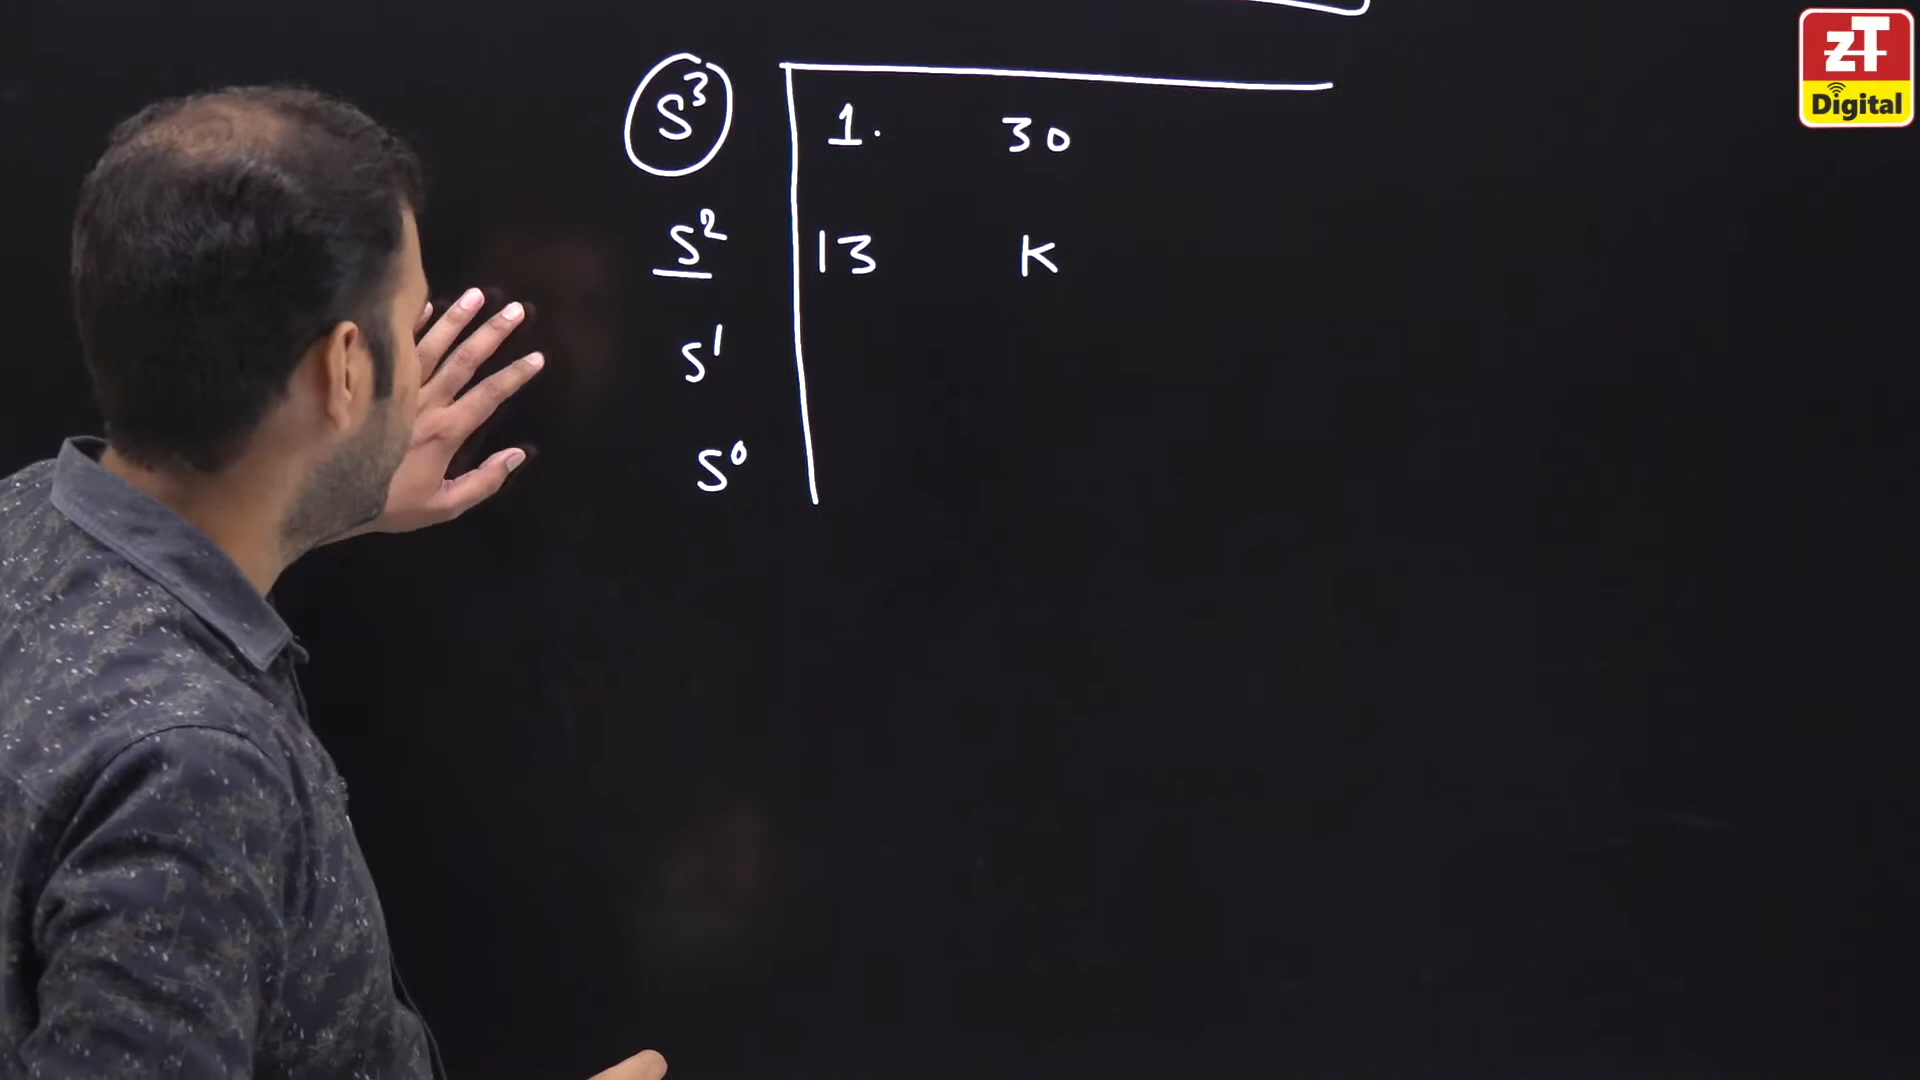 ZT
Digital
S³ 1. 30
S² 13 K
S¹
S⁰